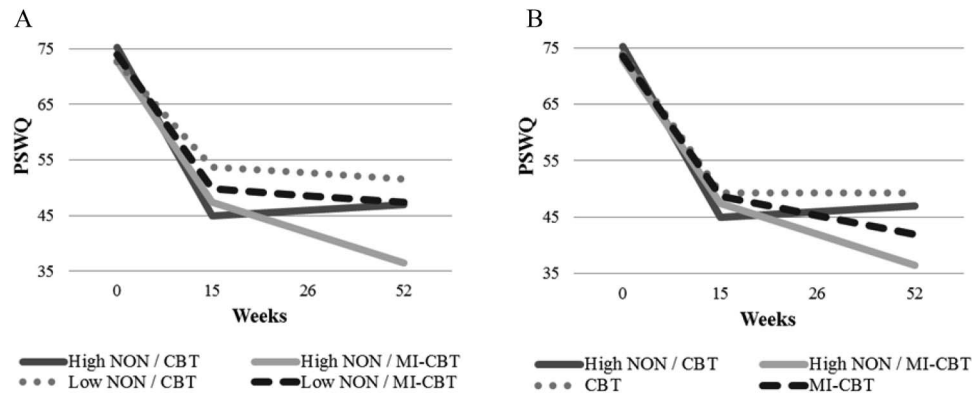 A
75
65
55
45
35
PSWQ
0 15 26 52
Weeks
High NON / CBT High NON / MI-CBT
Low NON / CBT Low NON / MI-CBT
B
75
65
55
45
35
PSWQ
0 15 26 52
Weeks
High NON / CBT High NON / MI-CBT
CBT MI-CBT